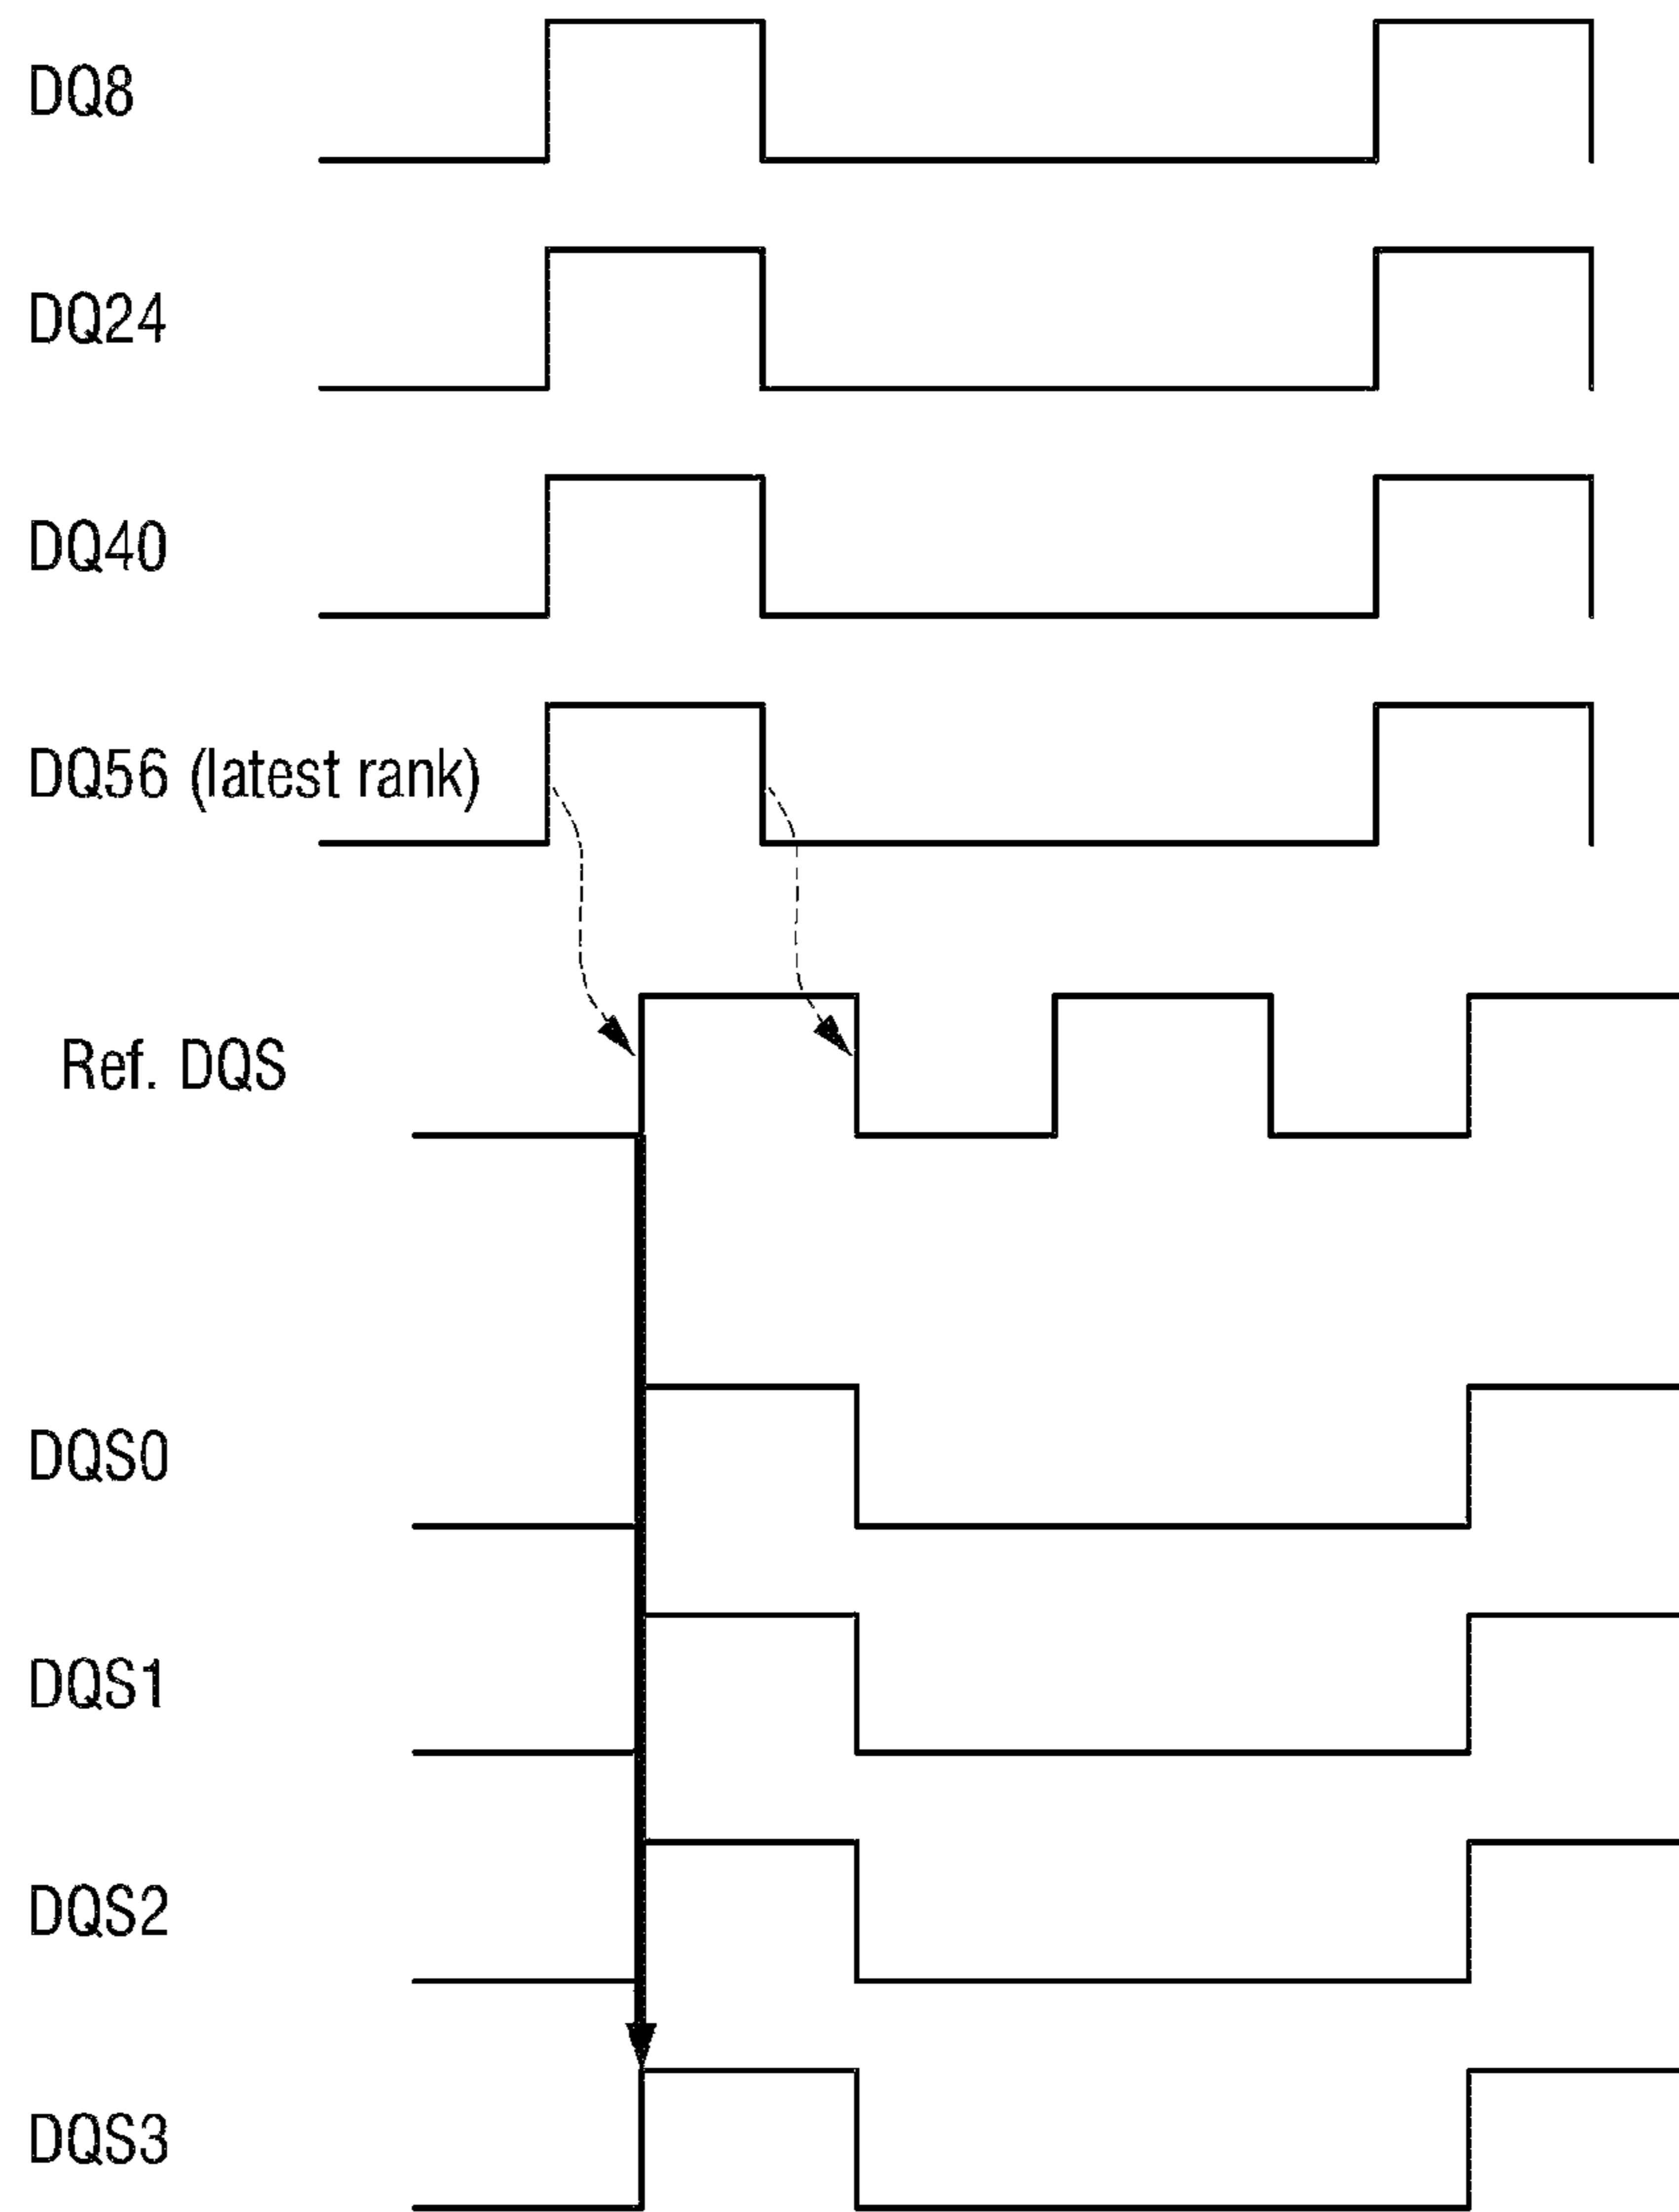 DQ8
DQ24
DQ40
DQ56 (latest rank)
Ref. DQS
DQS0
DQS1
DQS2
DQS3